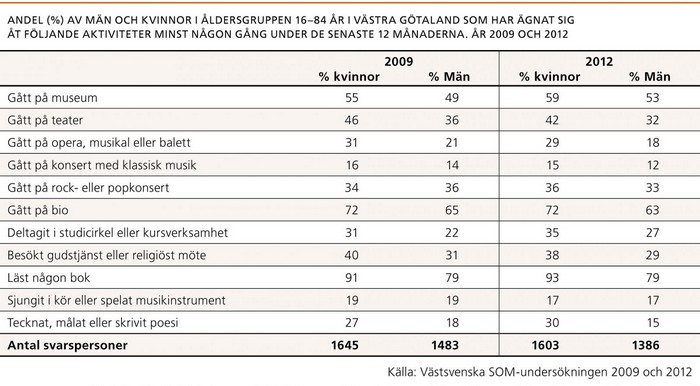 ANDEL (%) AV MÄN OCH KVINNOR I ÅLDERSGRUPPEN 16–84 ÅR I VÄSTRA GÖTALAND SOM HAR ÄGNAT SIG
ÅT FÖLJANDE AKTIVITETER MINST NÅGON GÅNG UNDER DE SENASTE 12 MÅNADERNA. ÅR 2009 OCH 2012
2009 2012
% kvinnor % Män % kvinnor % Män
Gått på museum 55 49 59 53
Gått på teater 46 36 42 32
Gått på opera, musikal eller balett 31 21 29 18
Gått på konsert med klassisk musik 16 14 15 12
Gått på rock- eller popkonsert 34 36 36 33
Gått på bio 72 65 72 63
Deltagit i studicirkel eller kursverksamhet 31 22 35 27
Besökt gudstjänst eller religiöst möte 40 31 38 29
Läst någon bok 91 79 93 79
Sjungit i kör eller spelat musikinstrument 19 19 17 17
Tecknat, målat eller skrivit poesi 27 18 30 15
Antal svarspersoner 1645 1483 1603 1386
Källa: Västsvenska SOM-undersökningen 2009 och 2012